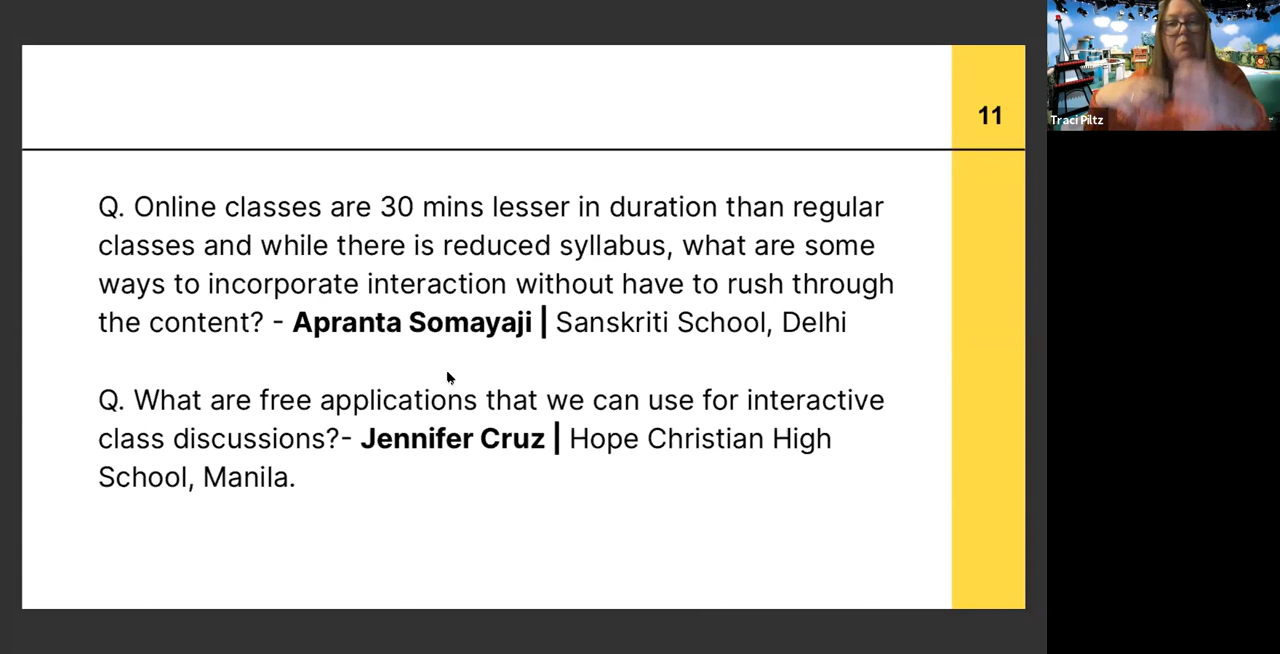 11
Q. Online classes are 30 mins lesser in duration than regular
classes and while there is reduced syllabus, what are some
ways to incorporate interaction without have to rush through
the content? - Apranta Somayaji | Sanskriti School, Delhi
Q. What are free applications that we can use for interactive
class discussions?- Jennifer Cruz | Hope Christian High
School, Manila.
Traci Piltz